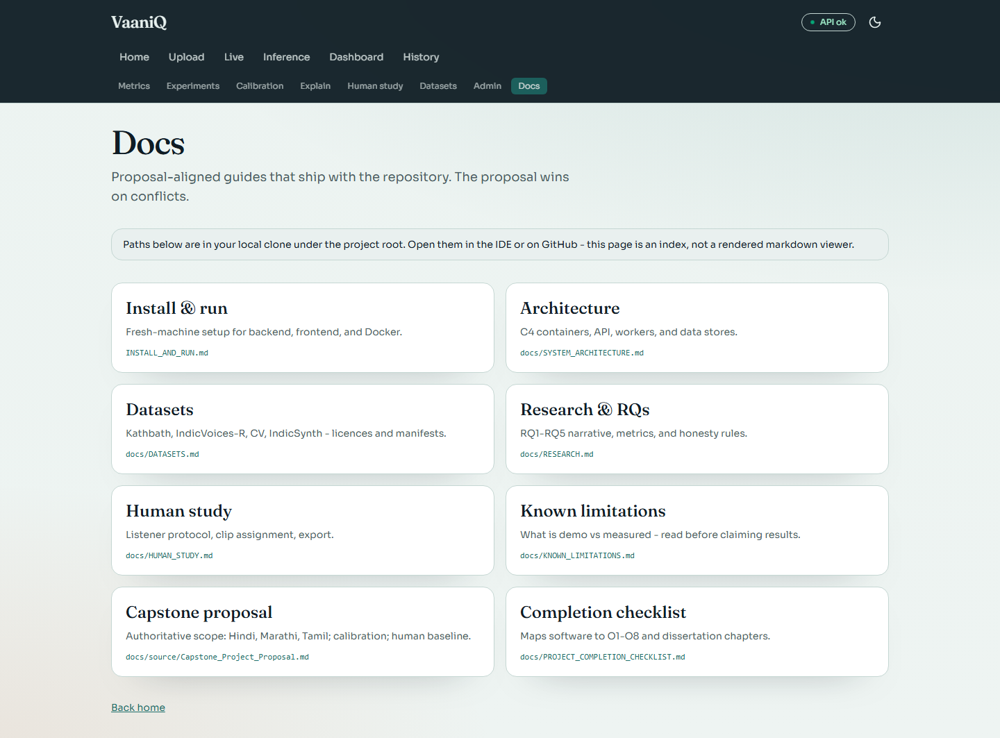 VaaniQ
API ok
Home Upload Live Inference Dashboard History
Metrics Experiments Calibration Explain Human study Datasets Admin Docs
Docs
Proposal-aligned guides that ship with the repository. The proposal wins
on conflicts.
Paths below are in your local clone under the project root. Open them in the IDE or on GitHub - this page is an index, not a rendered markdown viewer.
Install & run
Fresh-machine setup for backend, frontend, and Docker.
INSTALL_AND_RUN.md
Architecture
C4 containers, API, workers, and data stores.
docs/SYSTEM_ARCHITECTURE.md
Datasets
Kathbath, IndicVoices-R, CV, IndicSynth - licences and manifests.
docs/DATASETS.md
Research & RQs
RQ1-RQ5 narrative, metrics, and honesty rules.
docs/RESEARCH.md
Human study
Listener protocol, clip assignment, export.
docs/HUMAN_STUDY.md
Known limitations
What is demo vs measured - read before claiming results.
docs/KNOWN_LIMITATIONS.md
Capstone proposal
Authoritative scope: Hindi, Marathi, Tamil; calibration; human baseline.
docs/source/Capstone_Project_Proposal.md
Completion checklist
Maps software to O1-O8 and dissertation chapters.
docs/PROJECT_COMPLETION_CHECKLIST.md
Back home